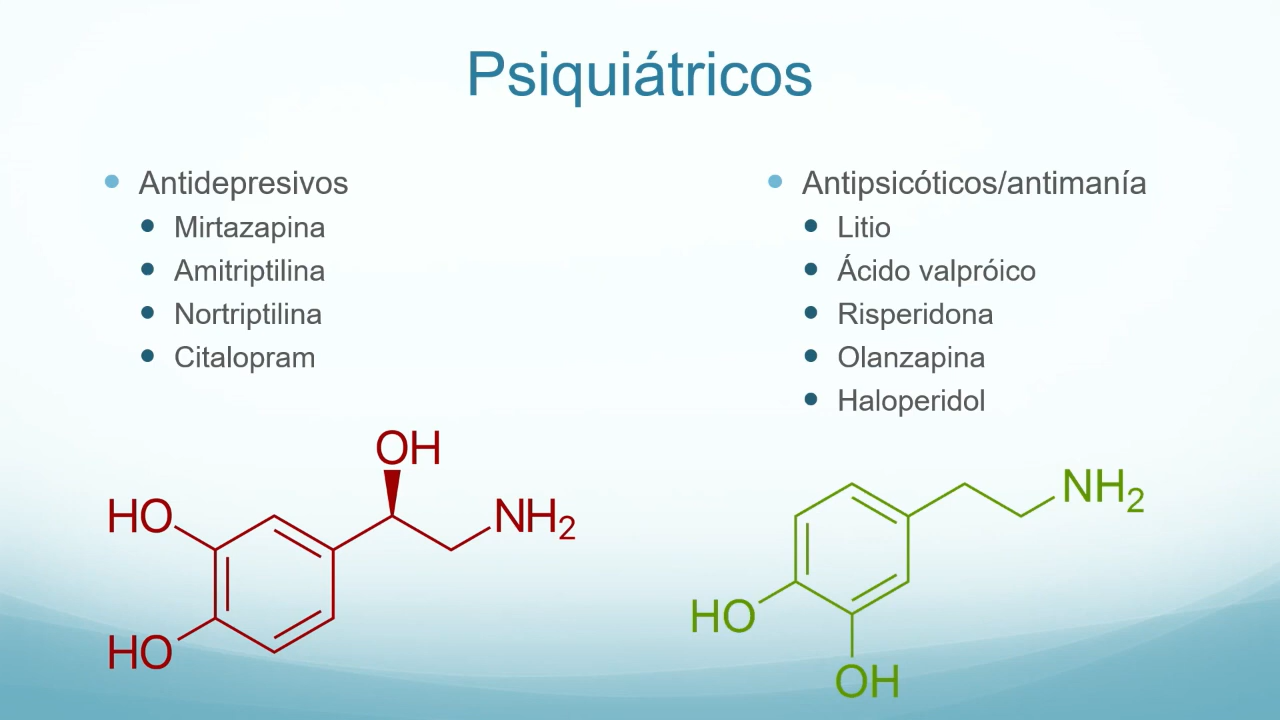 Psiquiátricos
Antidepresivos
Mirtazapina
Amitriptilina
Nortriptilina
Citalopram
Antipsicóticos/antimanía
Litio
Ácido valpróico
Risperidona
Olanzapina
Haloperidol
OH
HO
NH2
HO
NH2
HO
OH